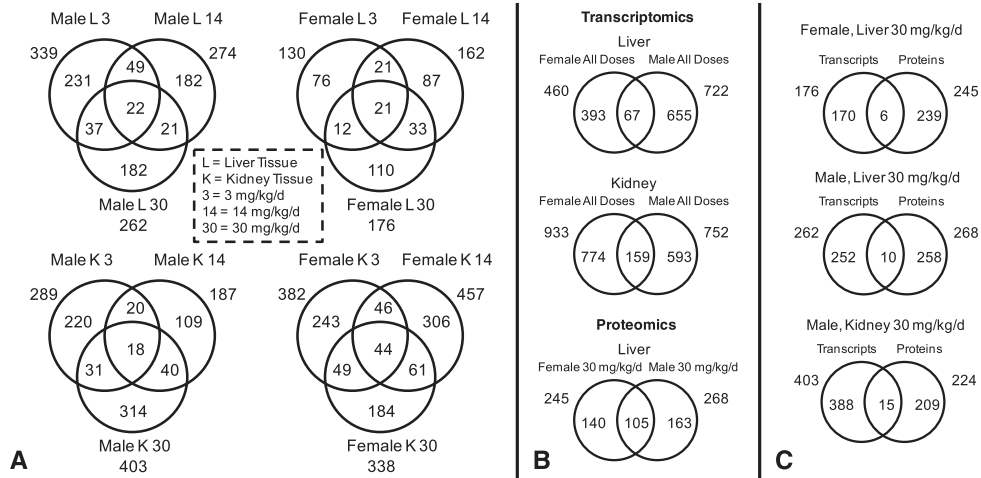 Male L 3 Male L 14
339 274
49
231 182
22
37 21
182
Male L 30
262
Female L 3 Female L 14
130 162
21
76 87
21
12 33
110
Female L 30
176
L = Liver Tissue
K = Kidney Tissue
3 = 3 mg/kg/d
14 = 14 mg/kg/d
30 = 30 mg/kg/d
Male K 3 Male K 14
289 187
20
220 109
18
31 40
314
Male K 30
403
Female K 3 Female K 14
382 457
46
243 306
44
49 61
184
Female K 30
338
A
Transcriptomics
Liver
Female All Doses Male All Doses
460 722
393 67 655
Kidney
Female All Doses Male All Doses
933 752
774 159 593
Proteomics
Liver
Female 30 mg/kg/d Male 30 mg/kg/d
245 268
140 105 163
B
Female, Liver 30 mg/kg/d
Transcripts Proteins
176 245
170 6 239
Male, Liver 30 mg/kg/d
Transcripts Proteins
262 268
252 10 258
Male, Kidney 30 mg/kg/d
Transcripts Proteins
403 224
388 15 209
C